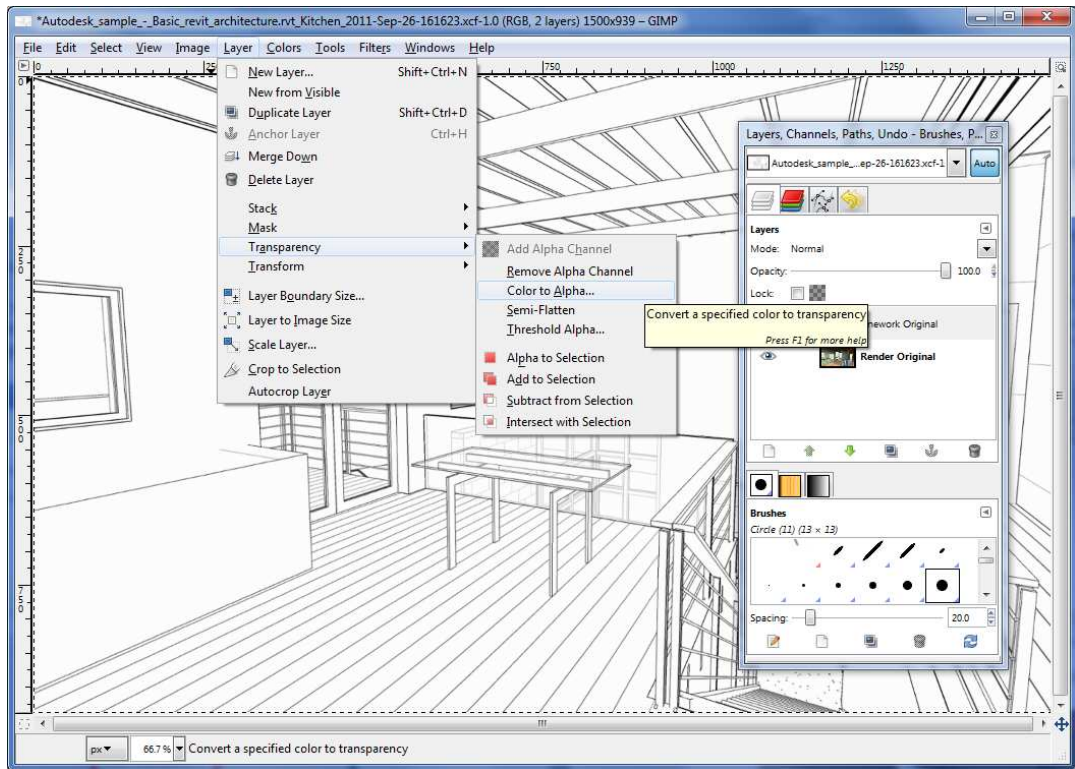 *Autodesk_sample_-_Basic_revit_architecture.rvt_Kitchen_2011-Sep-26-161623.xcf-1.0 (RGB, 2 layers) 1500x939 – GIMP
File Edit Select View Image Layer Colors Tools Filters Windows Help
0 250 750 1000 1250
0
250
500
750
New Layer... Shift+Ctrl+N
New from Visible
Duplicate Layer Shift+Ctrl+D
Anchor Layer Ctrl+H
Merge Down
Delete Layer
Stack
Mask
Transparency
Transform
Layer Boundary Size...
Layer to Image Size
Scale Layer...
Crop to Selection
Autocrop Layer
Add Alpha Channel
Remove Alpha Channel
Color to Alpha...
Semi-Flatten
Threshold Alpha...
Alpha to Selection
Add to Selection
Subtract from Selection
Intersect with Selection
Convert a specified color to transparency
Press F1 for more help
Layers, Channels, Paths, Undo - Brushes, P...
Autodesk_sample_...ep-26-161623.xcf-1
Auto
Layers
Mode: Normal
Opacity: 100.0
Lock:
Original
Render Original
Brushes
Circle (11) (13 × 13)
Spacing: 20.0
px 66.7 % Convert a specified color to transparency